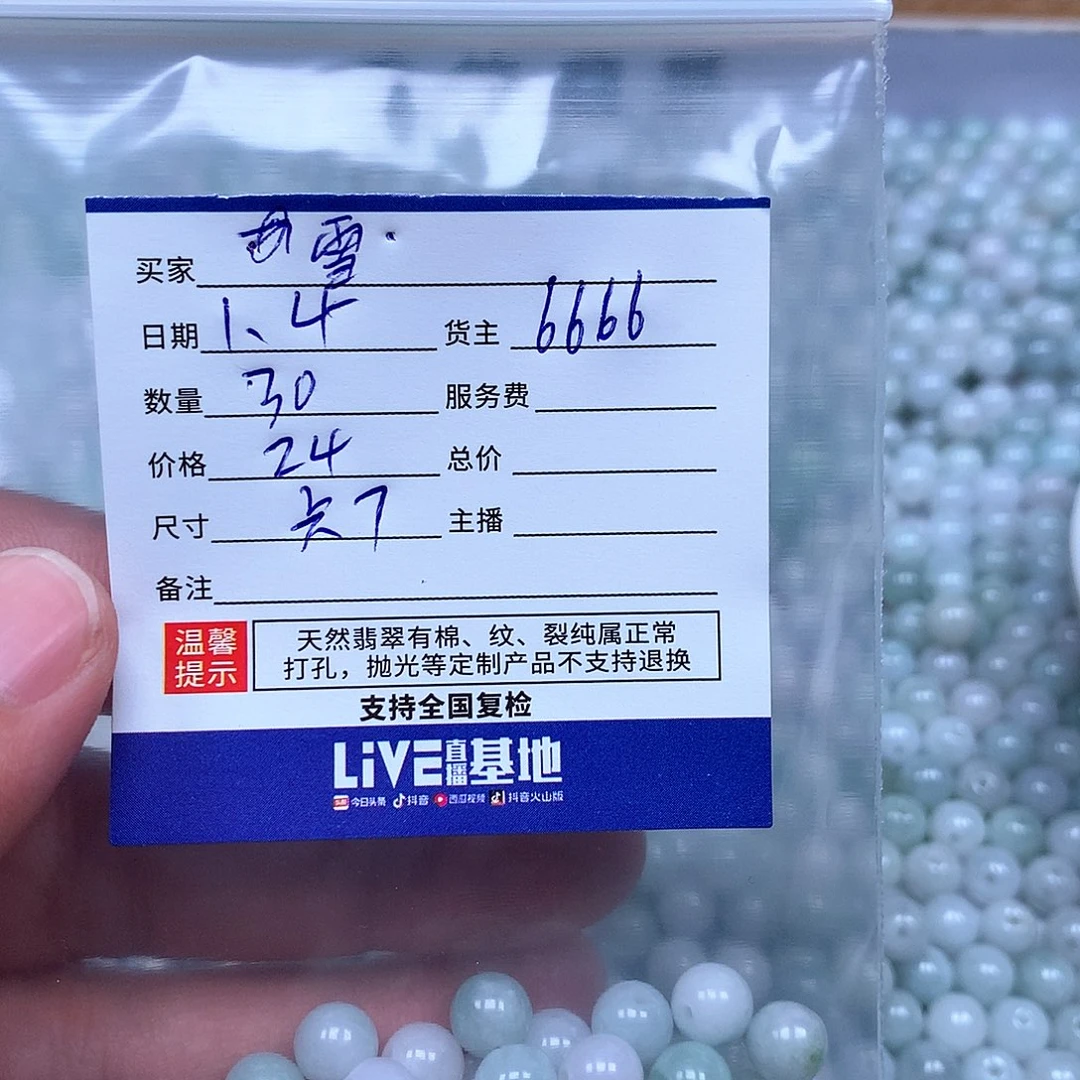 买家 雪
日期 1、4 货主 6666
数量 30 服务费
价格 24 总价
尺寸 7 主播
备注
温馨提示 天然翡翠有棉、纹、裂纯属正常
打孔，抛光等定制产品不支持退换
支持全国复检
LiVE直播基地
今日头条 抖音 西瓜视频 抖音火山版